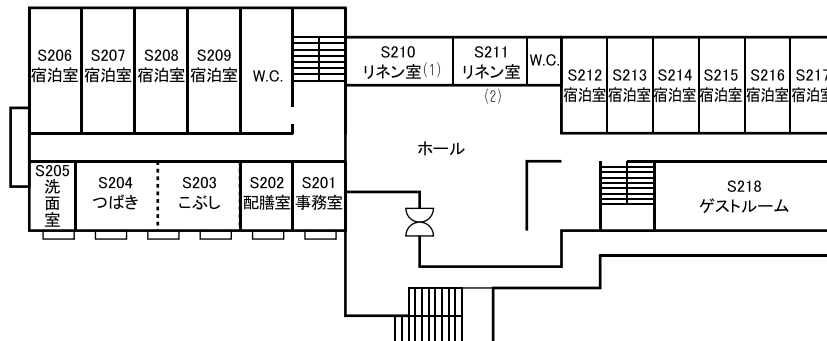 S206
宿泊室
S207
宿泊室
S208
宿泊室
S209
宿泊室
W.C.
S210
リネン室(1)
S211
リネン室
(2)
W.C.
S212
宿泊室
S213
宿泊室
S214
宿泊室
S215
宿泊室
S216
宿泊室
S217
宿泊室
ホール
S205
洗
面
室
S204
つばき
S203
こぶし
S202
配膳室
S201
事務室
S218
ゲストルーム